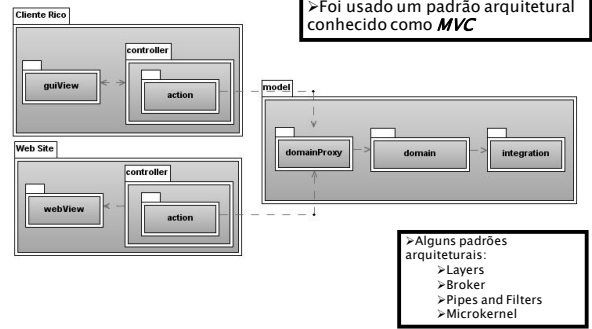 ➢Foi usado um padrão arquitetural
conhecido como MVC
Cliente Rico
controller
guiView
action
model
domainProxy
domain
integration
Web Site
controller
webView
action
➢Alguns padrões
arquiteturais:
➢Layers
➢Broker
➢Pipes and Filters
➢Microkernel